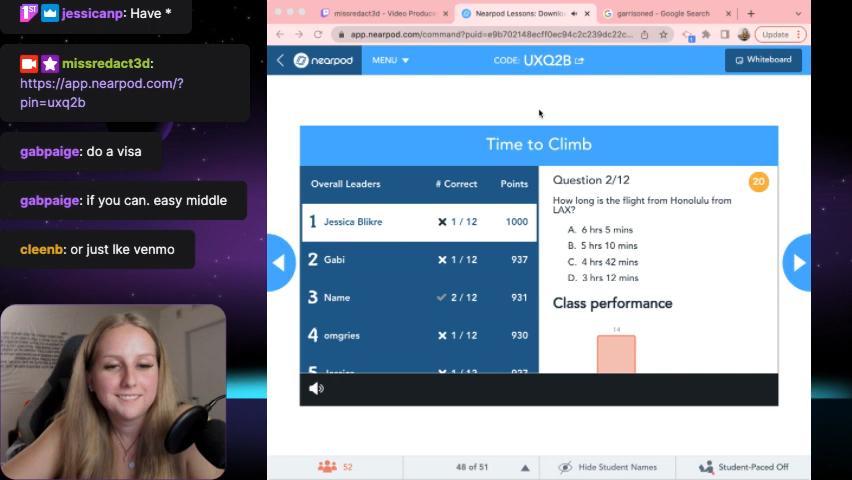 jessicanp: Have *
missredact3d:
https://app.nearpod.com/?
pin=uxq2b
gabpaige: do a visa
gabpaige: if you can. easy middle
cleenb: or just lke venmo
missredact3d - Video Produce
Nearpod Lessons: Downlo
garrisoned - Google Search
app.nearpod.com/command?puid=e9b702148ecff0ec94c2c239dc22c...
Update
nearpod
MENU
CODE: UXQ2B
Whiteboard
Time to Climb
Overall Leaders # Correct Points
1 Jessica Blikre 1 / 12 1000
2 Gabi 1 / 12 937
3 Name 2 / 12 931
4 omgries 1 / 12 930
5 Jessica 1 / 12 927
Question 2/12
20
How long is the flight from Honolulu from
LAX?
A. 6 hrs 5 mins
B. 5 hrs 10 mins
C. 4 hrs 42 mins
D. 3 hrs 12 mins
Class performance
14
52
48 of 51
Hide Student Names
Student-Paced Off